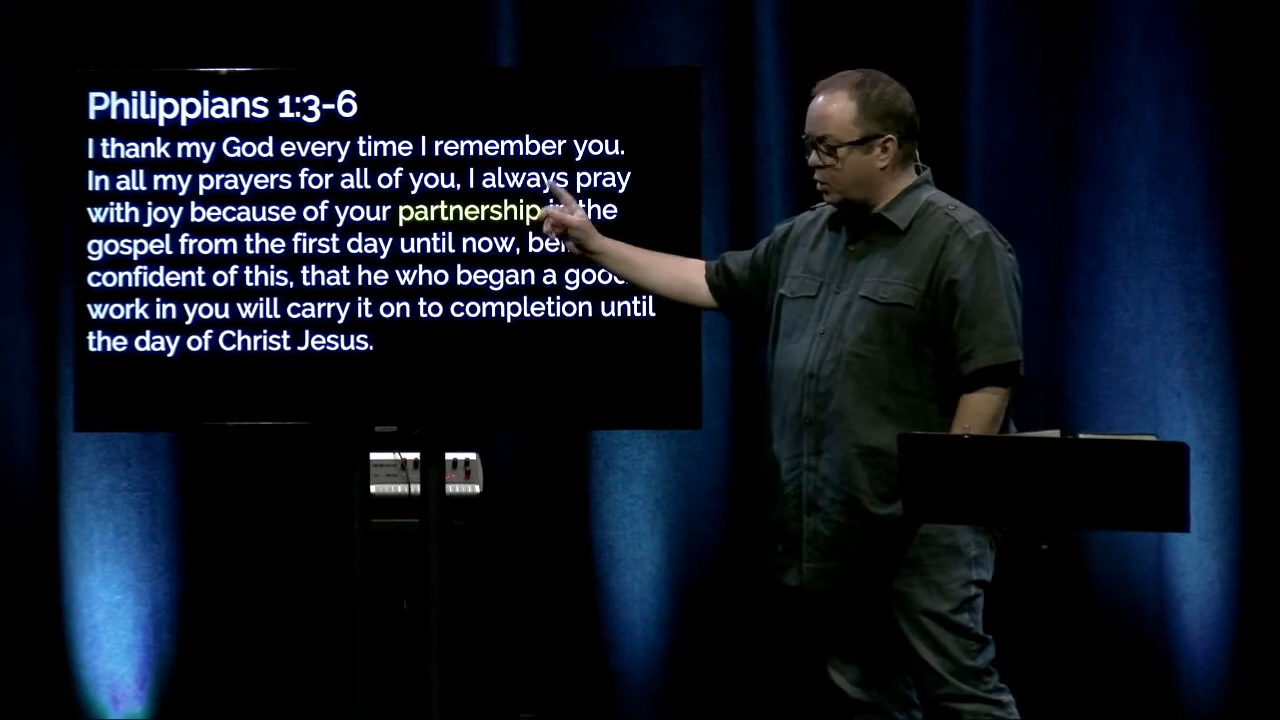 Philippians 1:3-6
I thank my God every time I remember you.
In all my prayers for all of you, I always pray
with joy because of your partnership in the
gospel from the first day until now,
confident of this, that he who began a good
work in you will carry it on to completion until
the day of Christ Jesus.